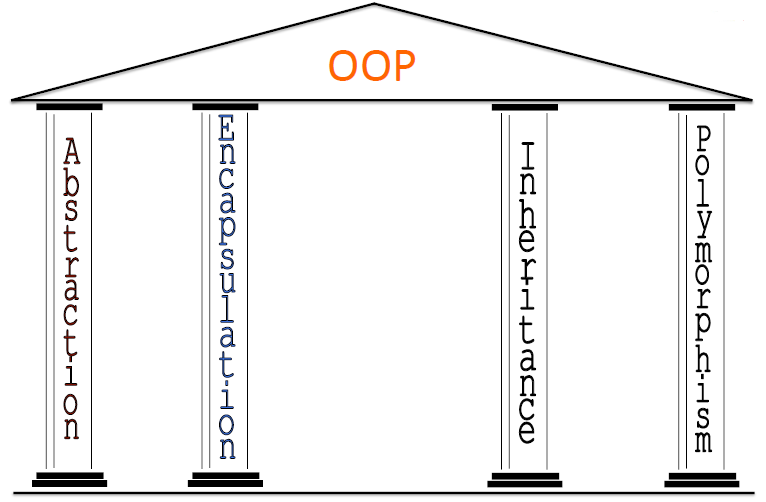 OOP
Abstraction
Encapsulation
Inheritance
Polymorphism